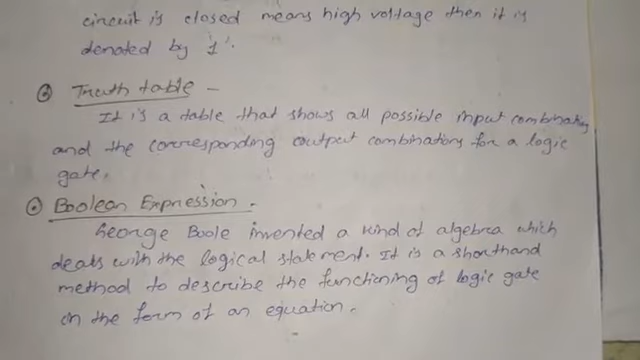 circuit is closed means high voltage then it is
denoted by '1'.
Truth table -
It is a table that shows all possible input combination
and the corresponding output combinations for a logic
gate.
Boolean Expression.
George Boole invented a kind of algebra which
deals with the logical statement. It is a shorthand
method to describe the functioning of logic gate
in the form of an equation.